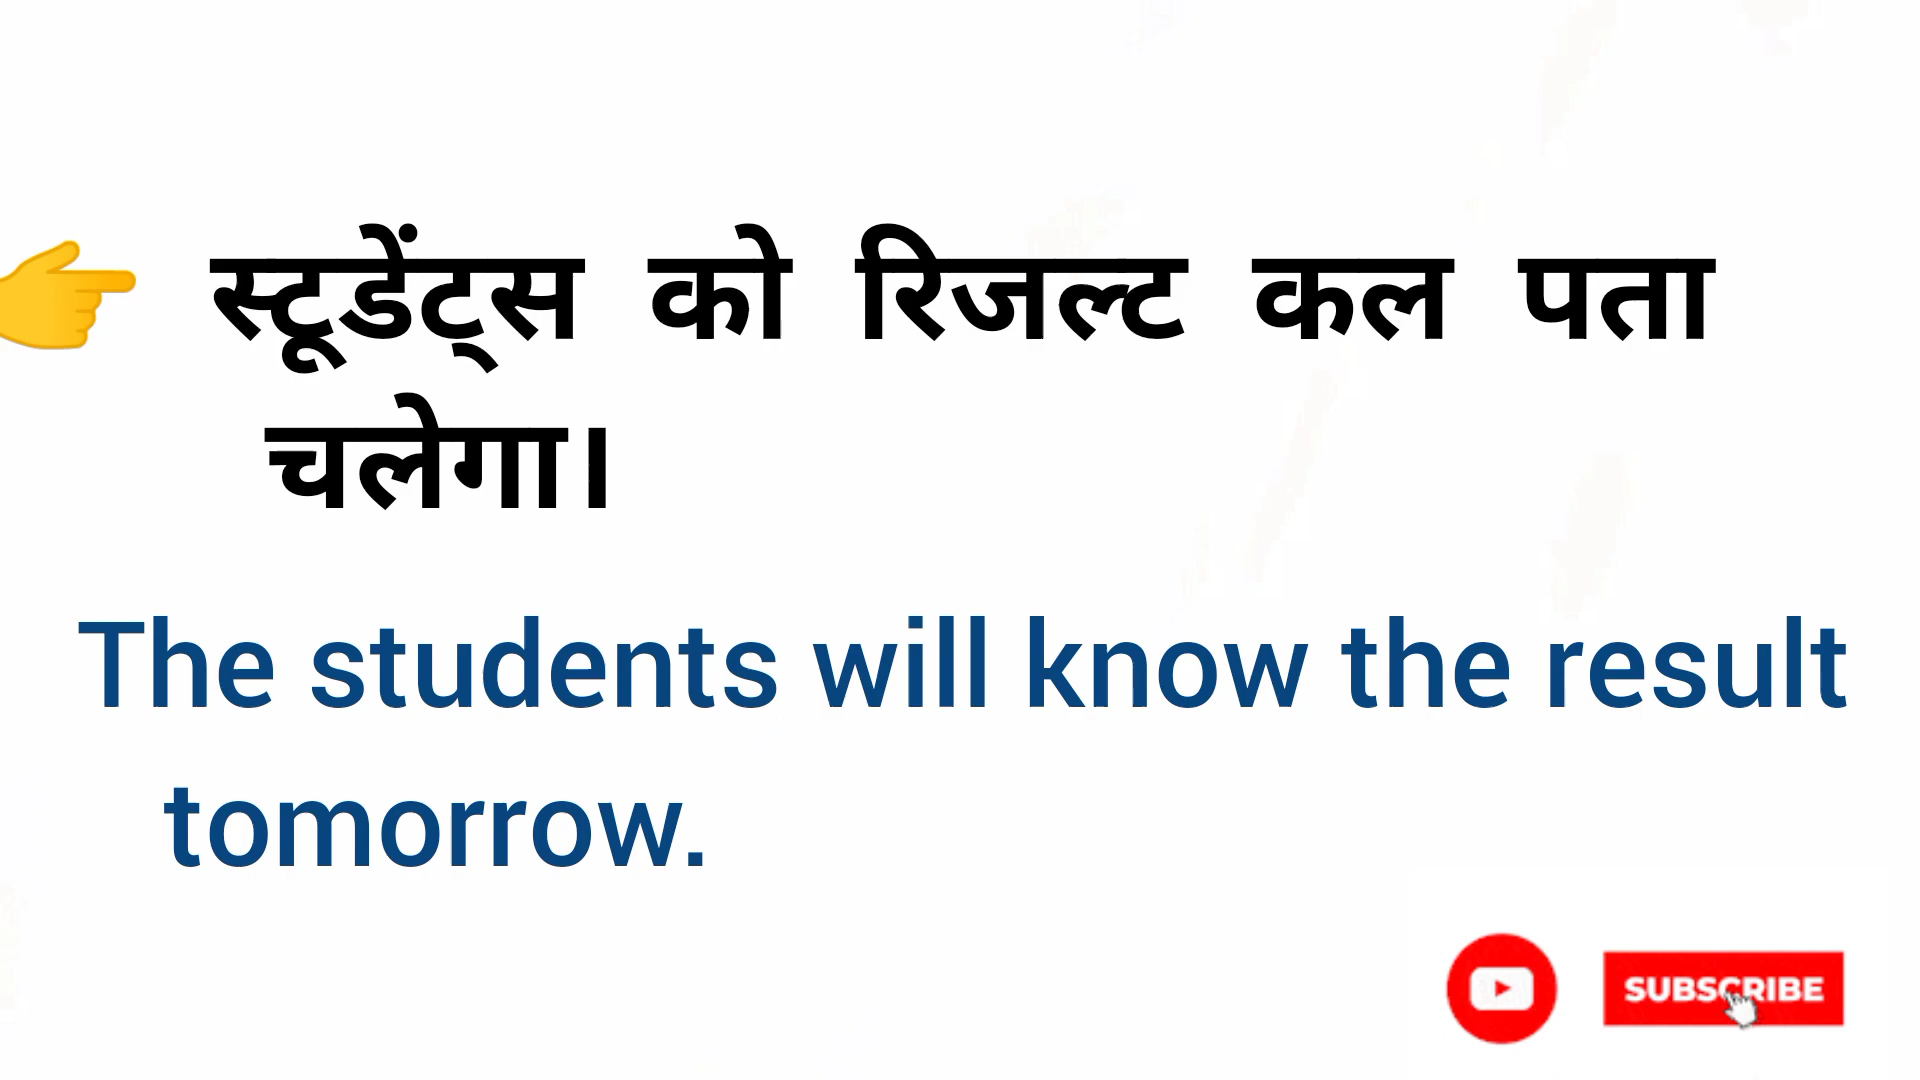 स्टूडेंट्स को रिजल्ट कल पता
चलेगा।
The students will know the result
tomorrow.
SUBSCRIBE